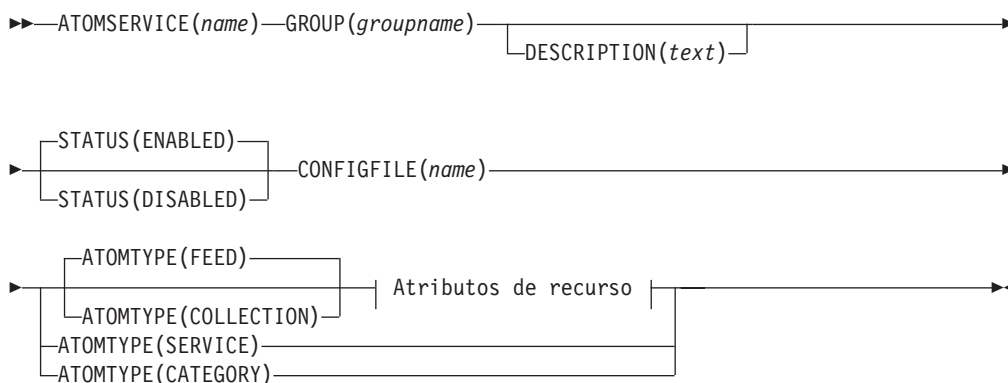 ATOMSERVICE(name) GROUP(groupname)
DESCRIPTION(text)
STATUS(ENABLED)
CONFIGFILE(name)
STATUS(DISABLED)
ATOMTYPE(FEED)
Atributos de recurso
ATOMTYPE(COLLECTION)
ATOMTYPE(SERVICE)
ATOMTYPE(CATEGORY)